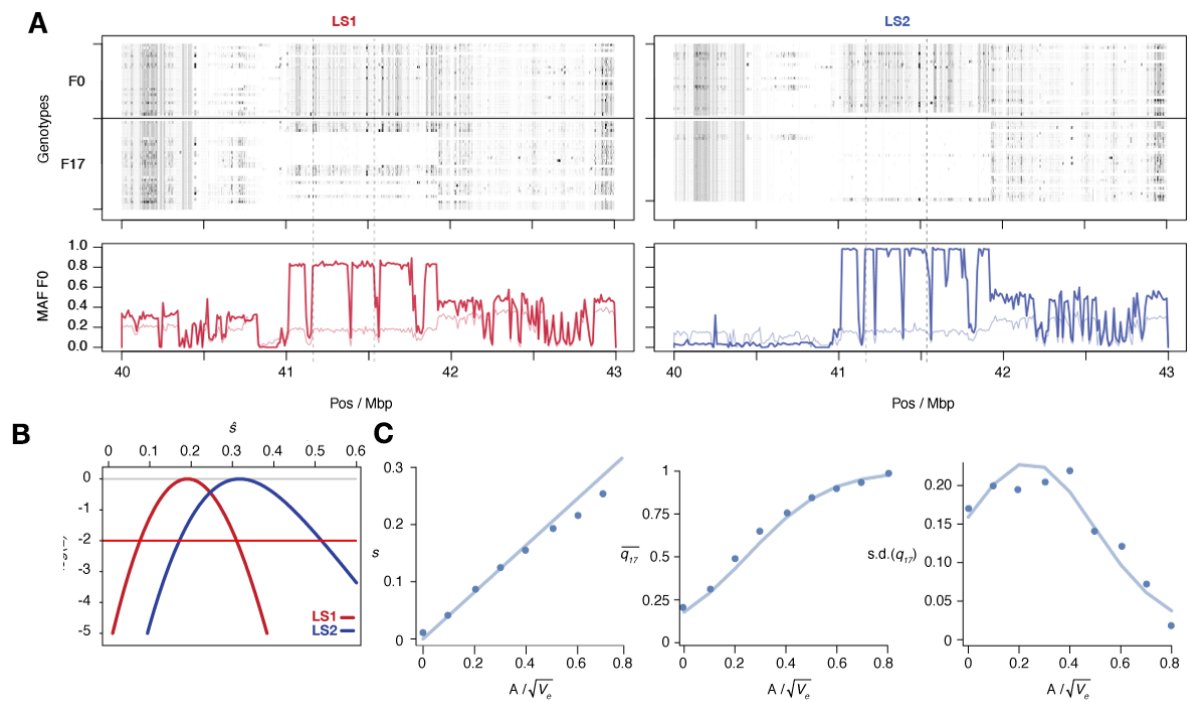 A
LS1
LS2
Genotypes
F0
F17
MAF F0
1.0
0.8
0.6
0.4
0.2
0.0
40
41
42
43
40
41
42
43
Pos / Mbp
Pos / Mbp
B
ŝ
0
0.1
0.2
0.3
0.4
0.5
0.6
0
-1
-2
-3
-4
-5
LS1
LS2
C
s
0.3
0.2
0.1
0
0
0.2
0.4
0.6
0.8
A / √Ve
q17
1
0.75
0.5
0.25
0
0
0.2
0.4
0.6
0.8
A / √Ve
s.d.(q17)
0.20
0.15
0.10
0.05
0
0
0.2
0.4
0.6
0.8
A / √Ve